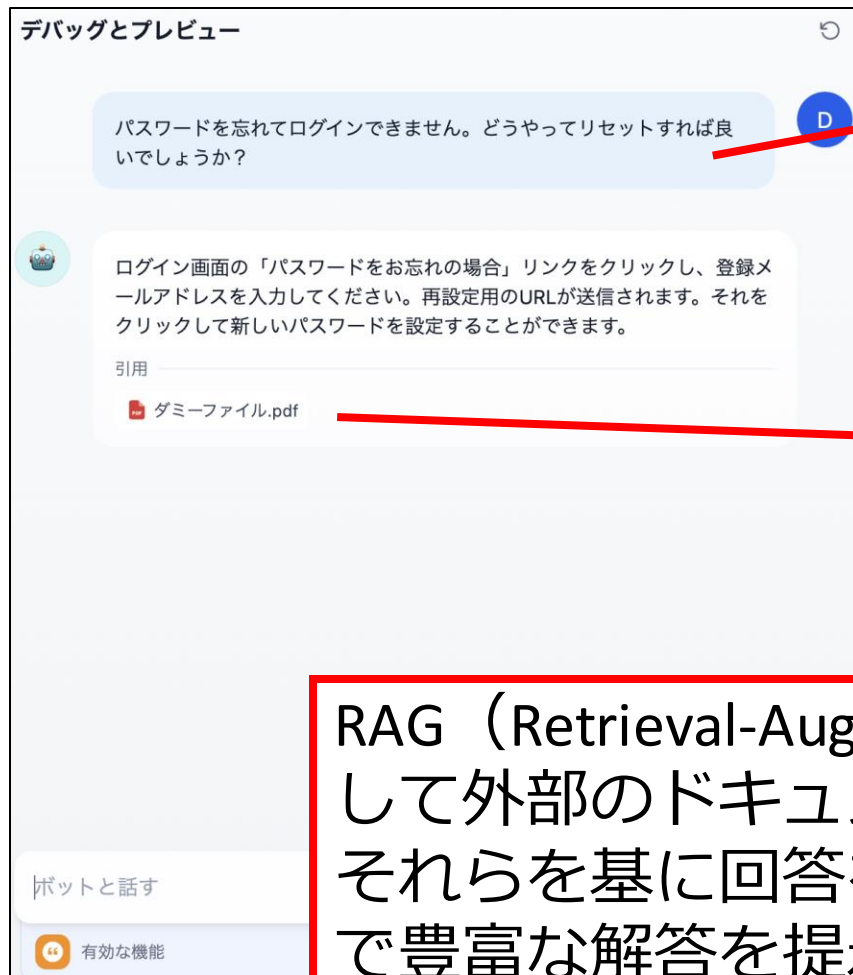 デバッグとプレビュー
D
パスワードを忘れてログインできません。どうやってリセットすれば良
いでしょうか？
ログイン画面の「パスワードをお忘れの場合」リンクをクリックし、登録メ
ールアドレスを入力してください。再設定用のURLが送信されます。それを
クリックして新しいパスワードを設定することができます。
引用
PDF ダミーファイル.pdf
RAG（Retrieval-Aug
して外部のドキュ
それらを基に回答
で豊富な解答を提
ボットと話す
有効な機能